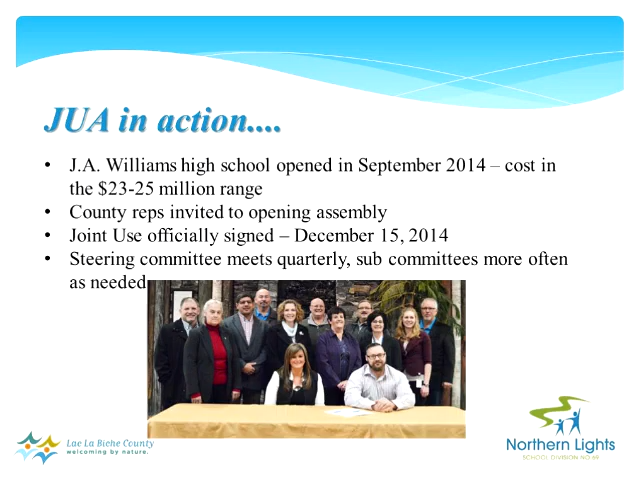 JUA in action....
• J.A. Williams high school opened in September 2014 – cost in
the $23-25 million range
• County reps invited to opening assembly
• Joint Use officially signed – December 15, 2014
• Steering committee meets quarterly, sub committees more often
as needed
Lac La Biche County
welcoming by nature.
Northern Lights
SCHOOL DIVISION NO.69